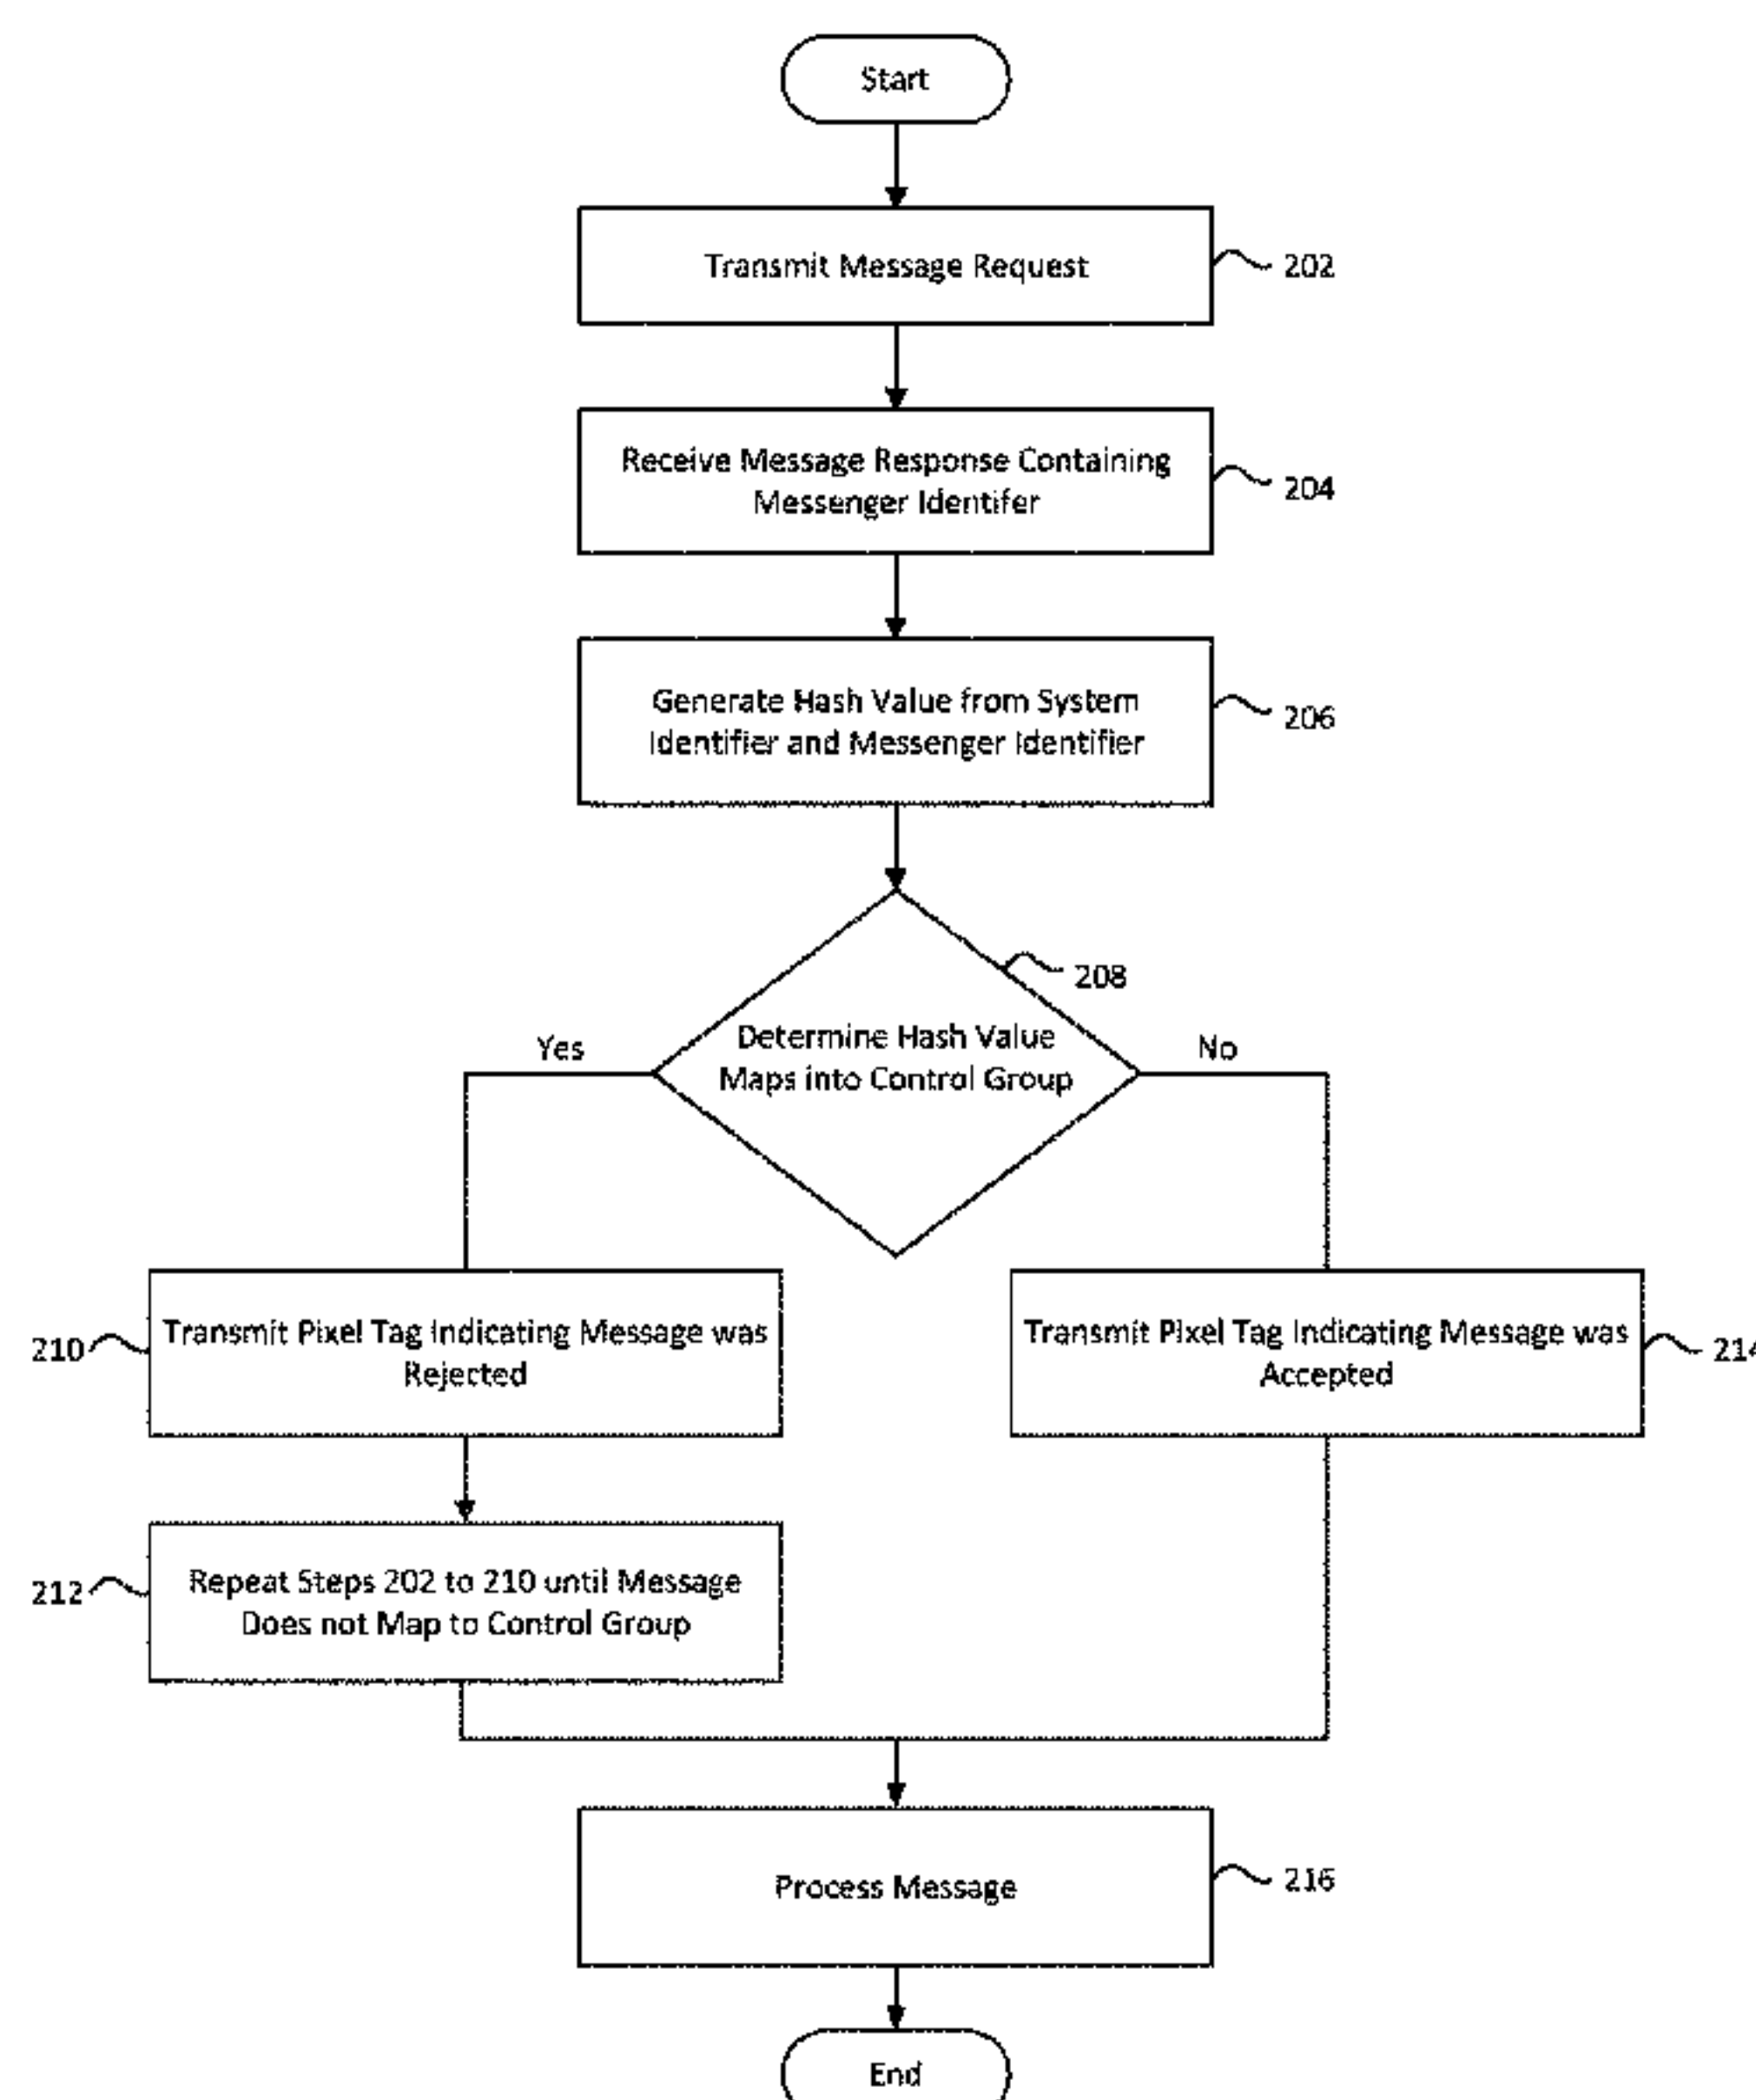 Start
Transmit Message Request
202
Receive Message Response Containing
Messenger Identifer
204
Generate Hash Value from System
Identifier and Messenger Identifier
206
208
Determine Hash Value
Maps into Control Group
Yes
No
210
Transmit Pixel Tag Indicating Message was
Rejected
Transmit Pixel Tag Indicating Message was
Accepted
214
212
Repeat Steps 202 to 210 until Message
Does not Map to Control Group
Process Message
216
End